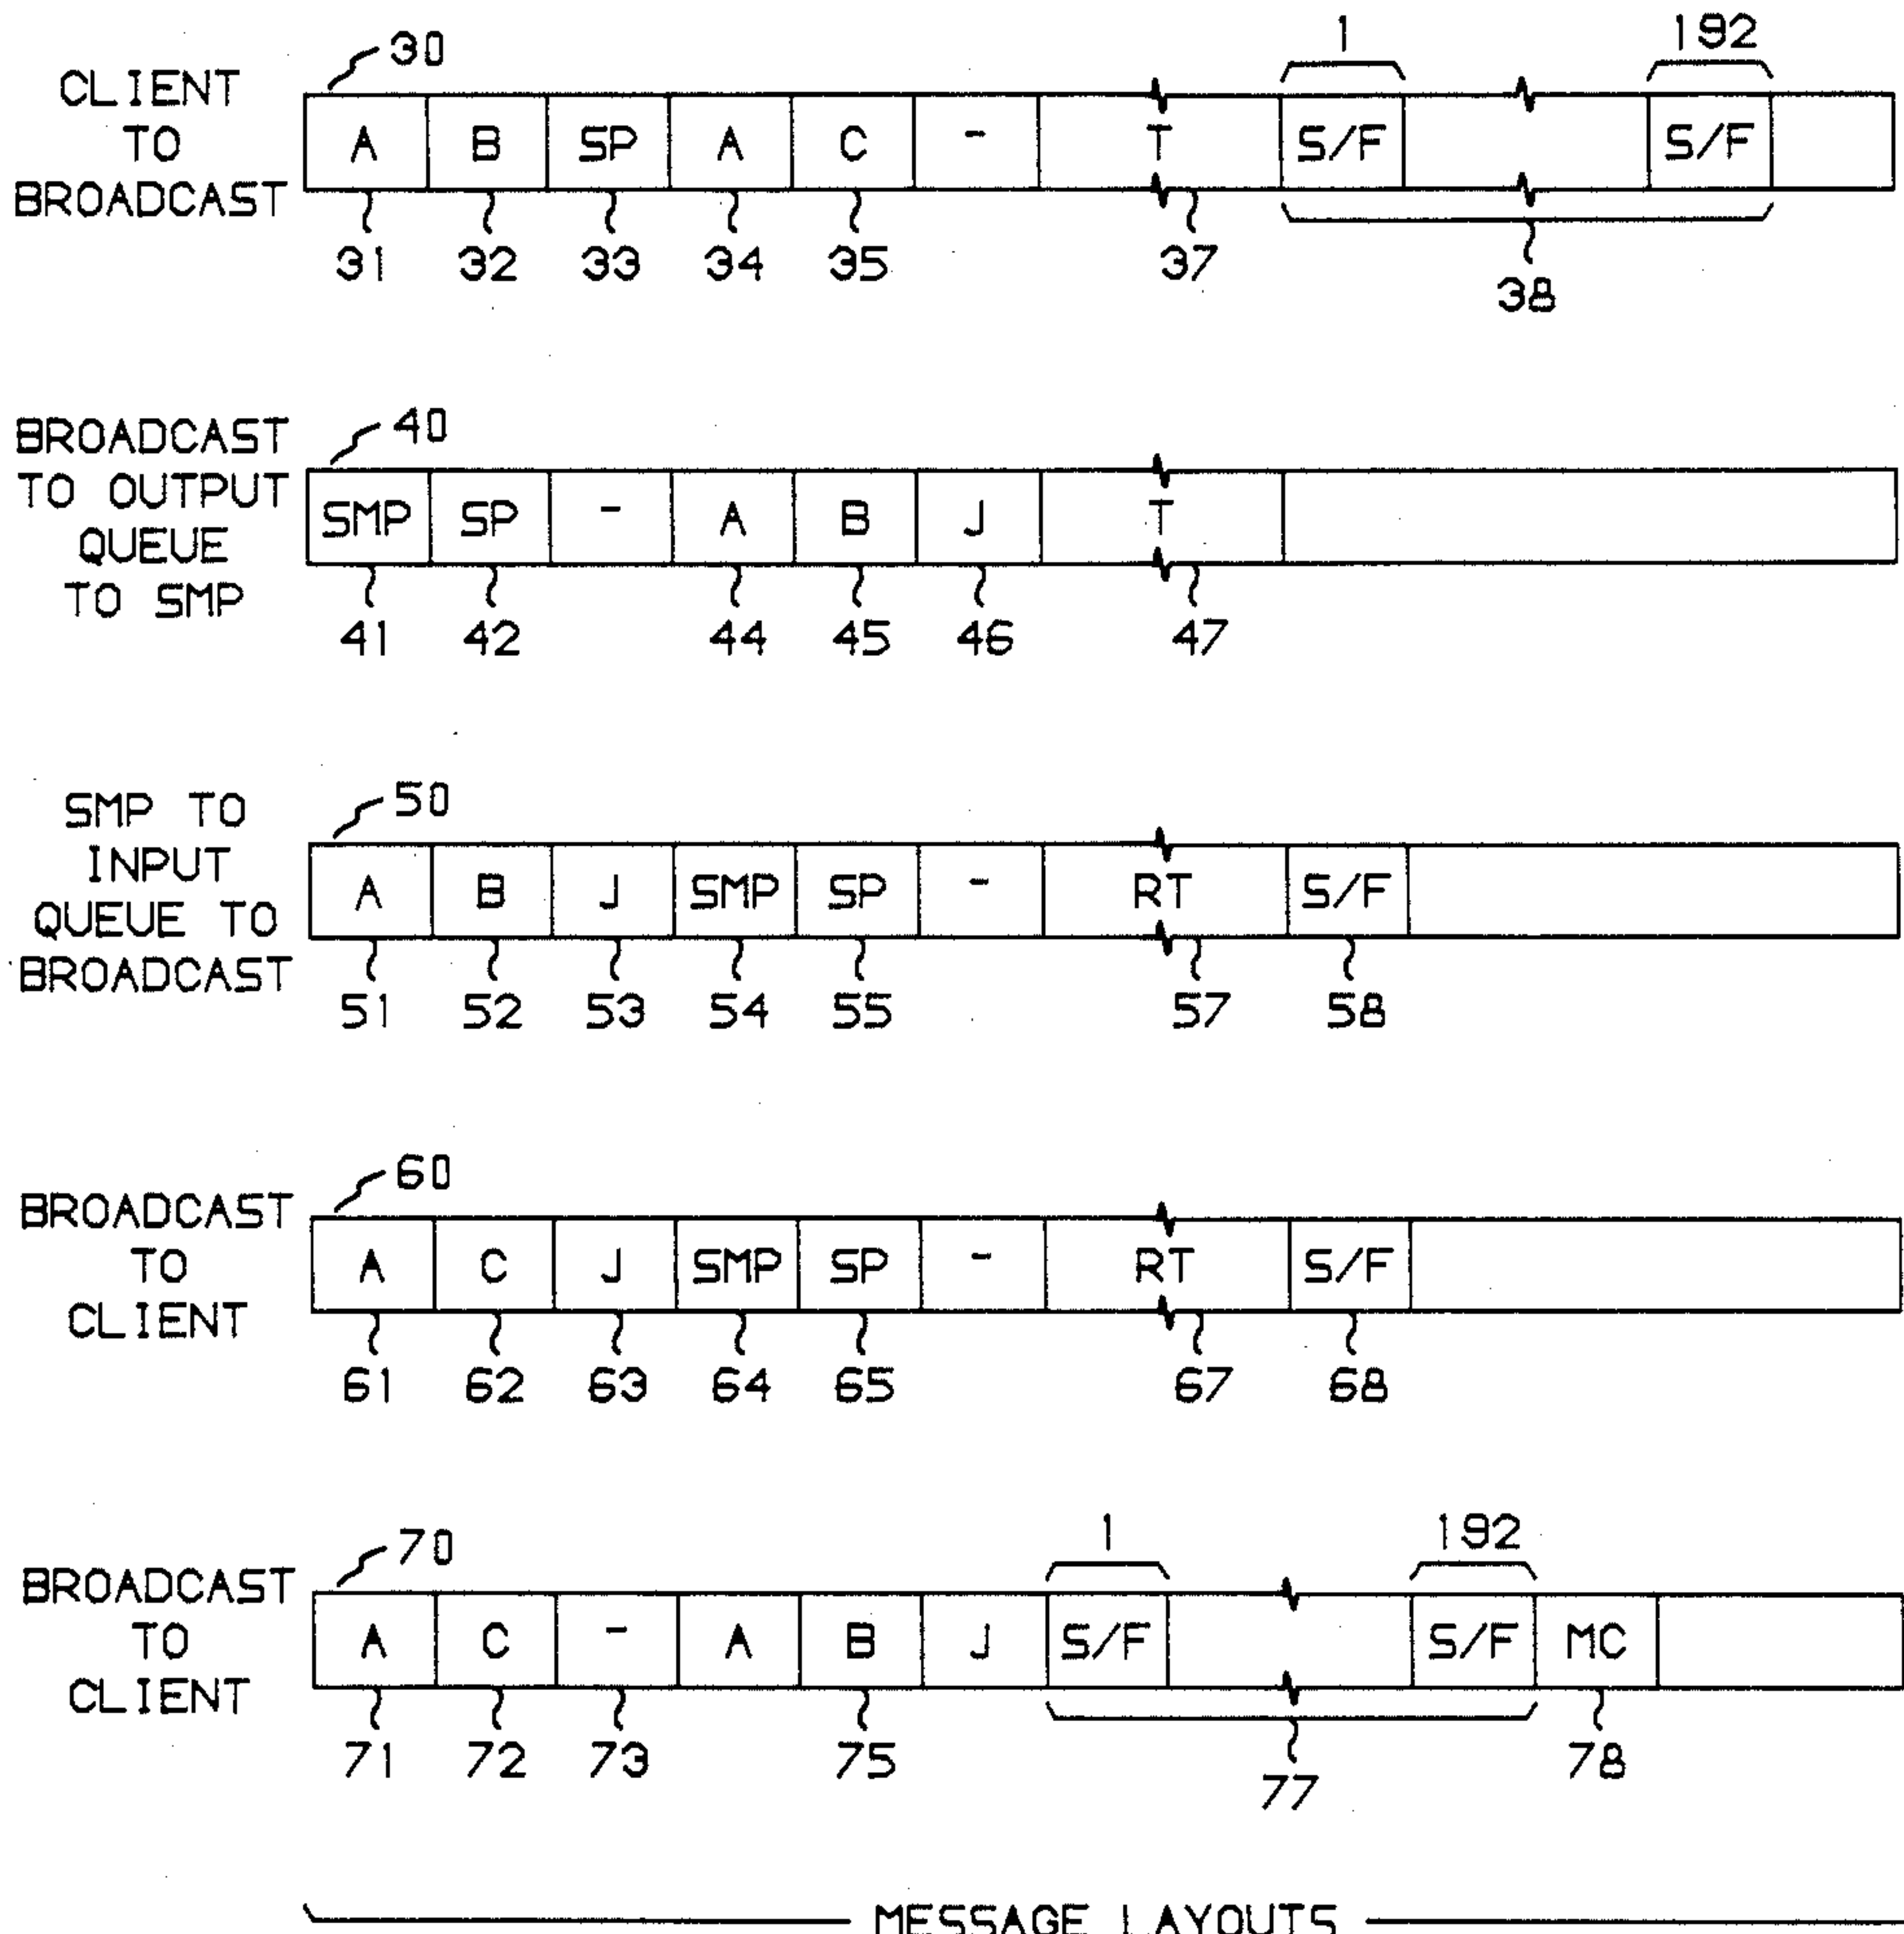 1 192
30
CLIENT
TO
BROADCAST
A B SP A C - T S/F S/F
31 32 33 34 35 37 38
40
BROADCAST
TO OUTPUT
QUEUE
TO SMP
SMP SP - A B J T
41 42 44 45 46 47
50
SMP TO
INPUT
QUEUE TO
BROADCAST
A B J SMP SP - RT S/F
51 52 53 54 55 57 58
60
BROADCAST
TO
CLIENT
A C J SMP SP - RT S/F
61 62 63 64 65 67 68
1 192
70
BROADCAST
TO
CLIENT
A C - A B J S/F S/F MC
71 72 73 75 77 78
MESSAGE LAYOUTS